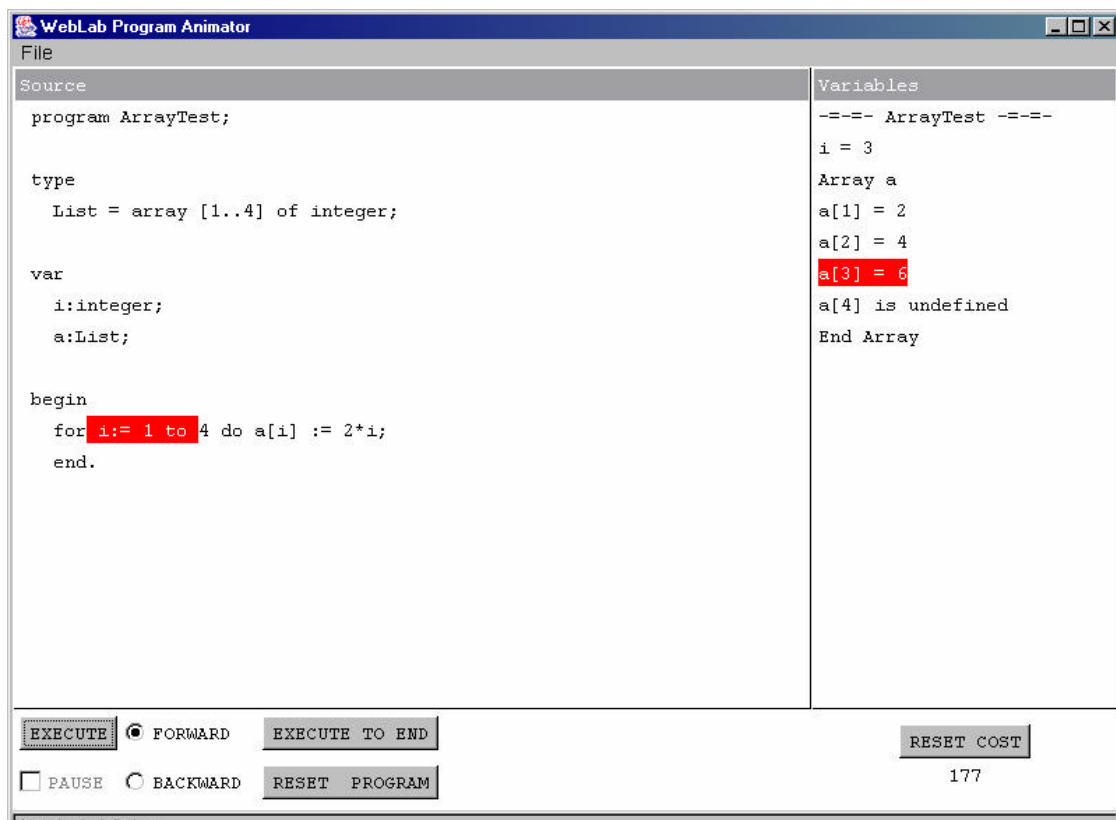 WebLab Program Animator
File
Source
program ArrayTest;
type
List = array [1..4] of integer;
var
i:integer;
a:List;
begin
for i:= 1 to 4 do a[i] := 2*i;
end.
Variables
-=-=- ArrayTest -=-=-
i = 3
Array a
a[1] = 2
a[2] = 4
a[3] = 6
a[4] is undefined
End Array
EXECUTE FORWARD EXECUTE TO END
PAUSE BACKWARD RESET PROGRAM
RESET COST
177